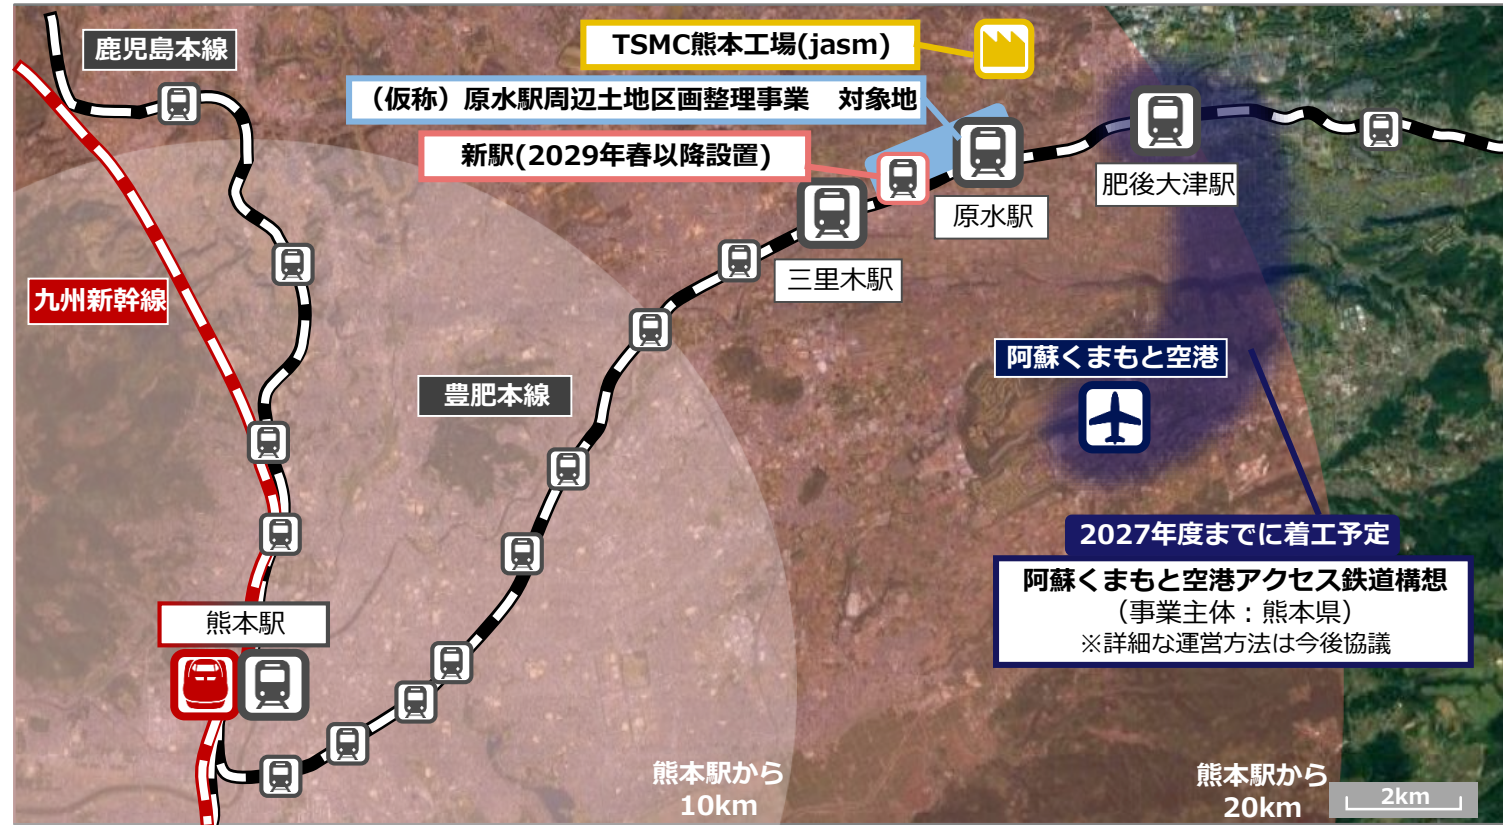 鹿児島本線
TSMC熊本工場(jasm)
（仮称）原水駅周辺土地区画整理事業　対象地
新駅(2029年春以降設置)
肥後大津駅
原水駅
三里木駅
九州新幹線
阿蘇くまもと空港
豊肥本線
2027年度までに着工予定
阿蘇くまもと空港アクセス鉄道構想
（事業主体：熊本県）
※詳細な運営方法は今後協議
熊本駅
熊本駅から
10km
熊本駅から
20km
2km